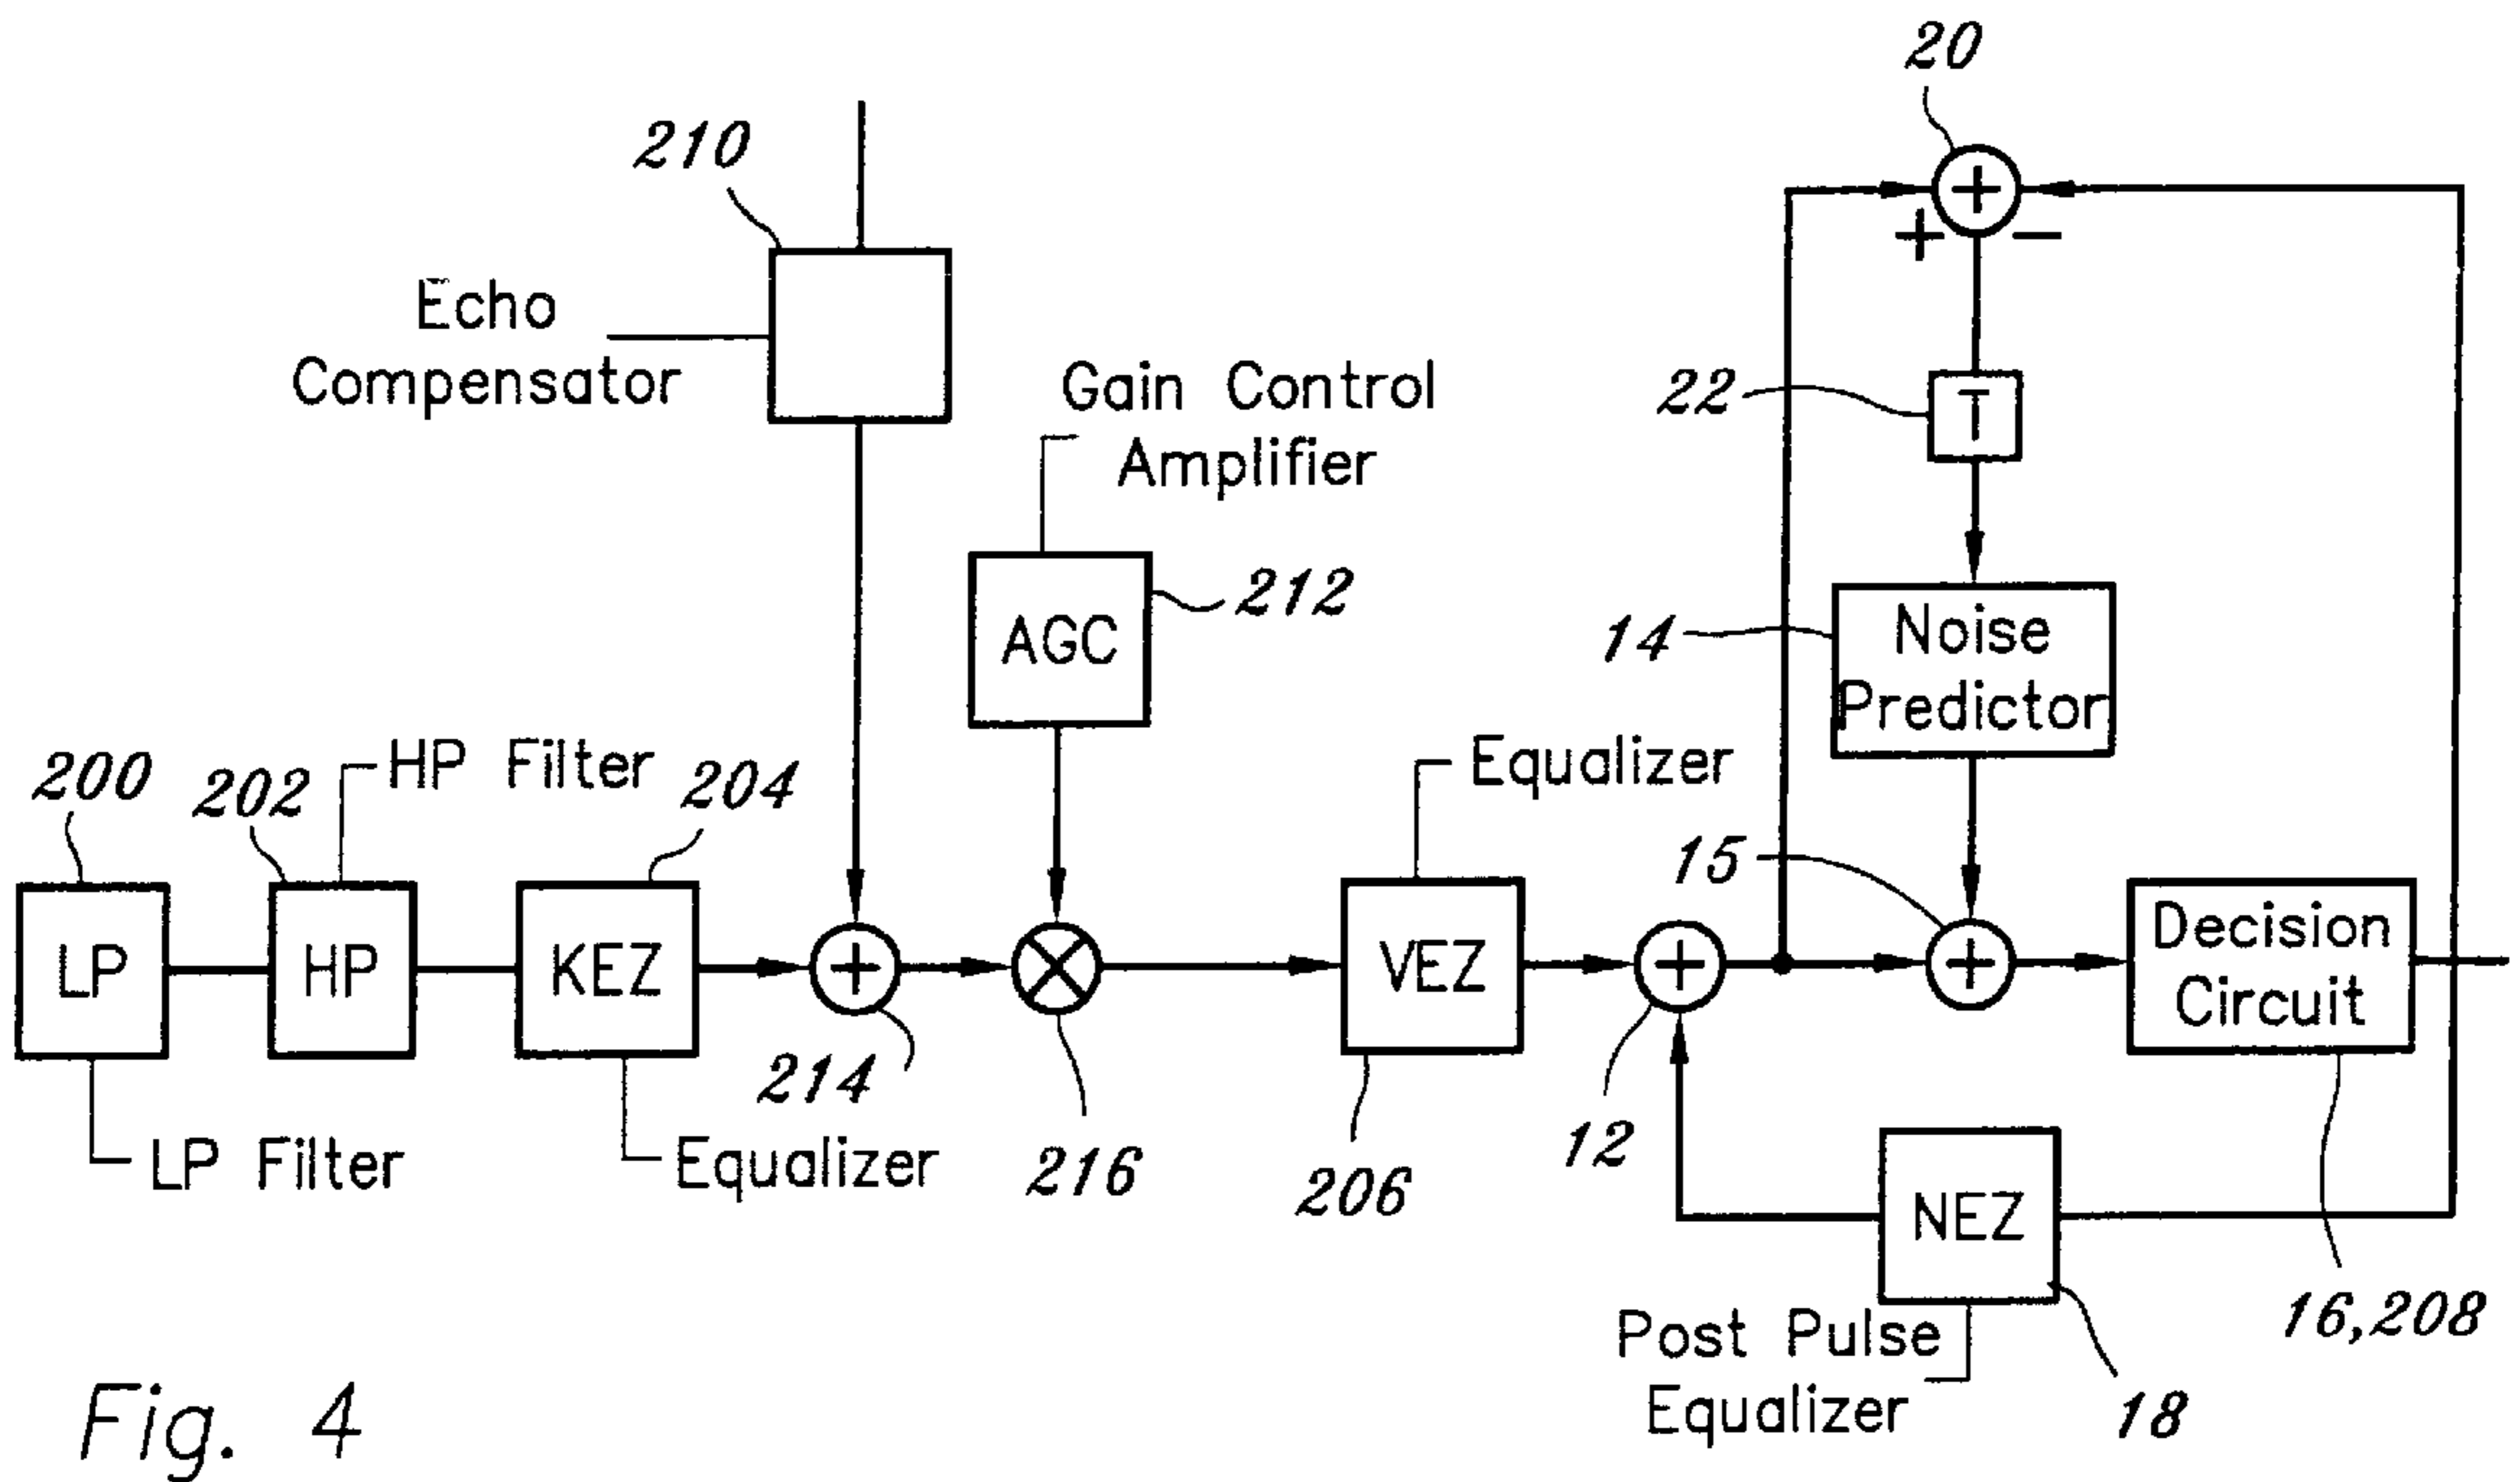 20
210
+ −
Echo
Compensator
Gain Control
Amplifier
22
T
AGC
212
14
Noise
Predictor
200
202
HP Filter
204
Equalizer
15
LP
HP
KEZ
+
×
VEZ
+
+
Decision
Circuit
214
216
206
12
LP Filter
Equalizer
NEZ
16,208
Post Pulse
Equalizer
18
Fig. 4